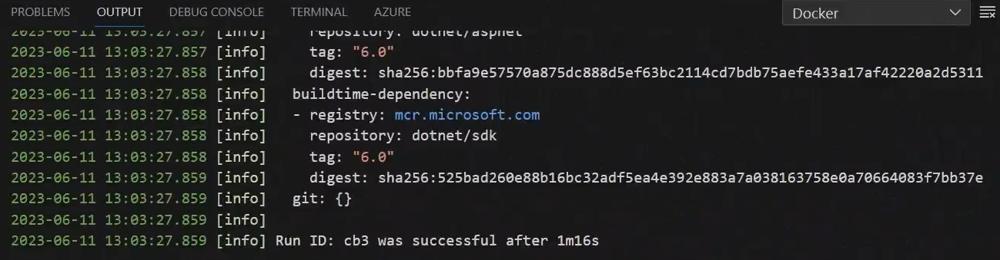 PROBLEMS OUTPUT DEBUG CONSOLE TERMINAL AZURE Docker
2023-06-11 13:03:27.857 [info] repository: dotnet/aspnet
2023-06-11 13:03:27.857 [info] tag: "6.0"
2023-06-11 13:03:27.858 [info] digest: sha256:bbfa9e57570a875dc888d5ef63bc2114cd7bdb75aefe433a17af42220a2d5311
2023-06-11 13:03:27.858 [info] buildtime-dependency:
2023-06-11 13:03:27.858 [info] - registry: mcr.microsoft.com
2023-06-11 13:03:27.858 [info] repository: dotnet/sdk
2023-06-11 13:03:27.858 [info] tag: "6.0"
2023-06-11 13:03:27.859 [info] digest: sha256:525bad260e88b16bc32adf5ea4e392e883a7a038163758e0a70664083f7bb37e
2023-06-11 13:03:27.859 [info] git: {}
2023-06-11 13:03:27.859 [info]
2023-06-11 13:03:27.859 [info] Run ID: cb3 was successful after 1m16s